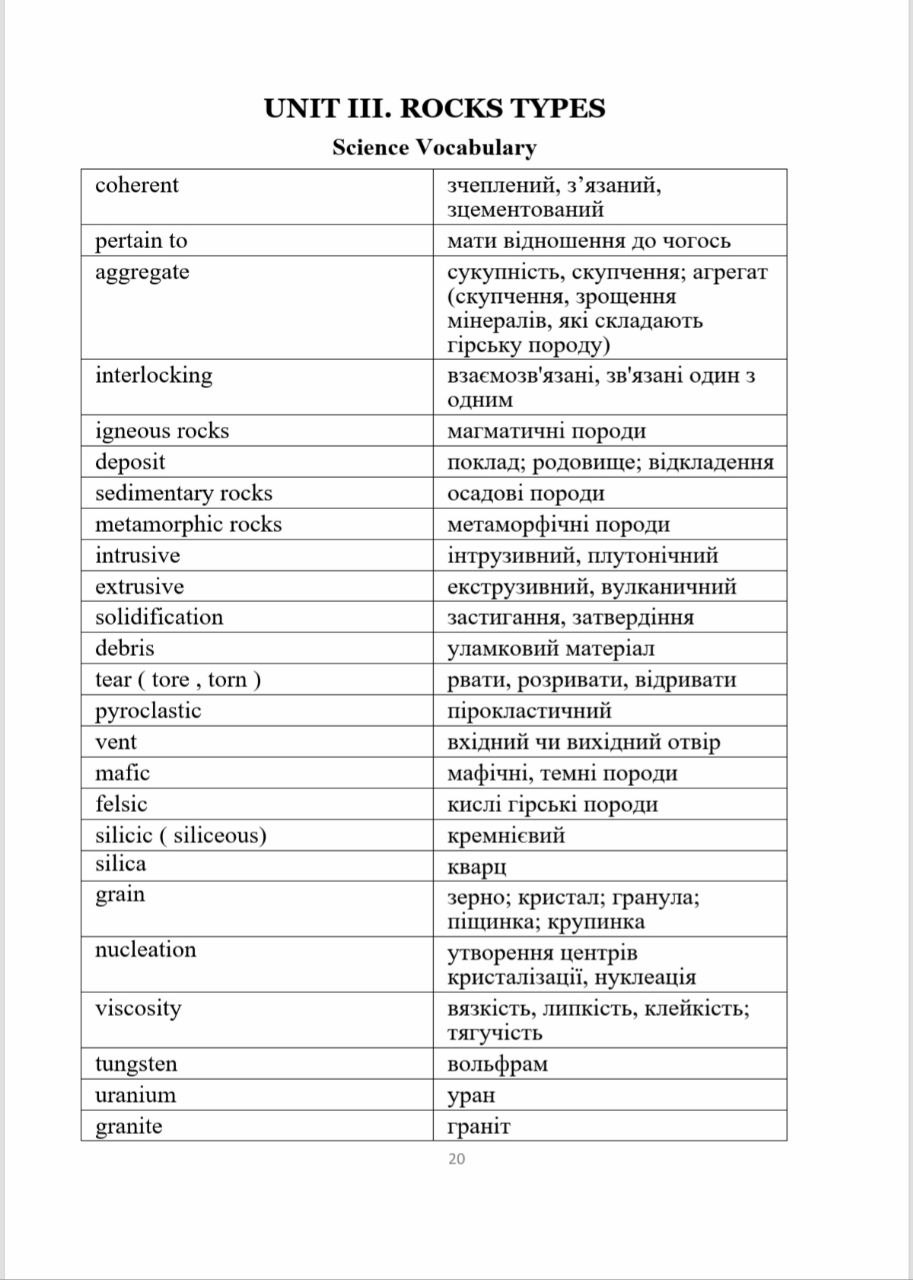 UNIT III. ROCKS TYPES
Science Vocabulary
coherent
зчеплений, з’язаний,
зцементований
pertain to
мати відношення до чогось
aggregate
сукупність, скупчення; агрегат
(скупчення, зрощення
мінералів, які складають
гірську породу)
interlocking
взаємозв'язані, зв'язані один з
одним
igneous rocks
магматичні породи
deposit
поклад; родовище; відкладення
sedimentary rocks
осадові породи
metamorphic rocks
метаморфічні породи
intrusive
інтрузивний, плутонічний
extrusive
екструзивний, вулканичний
solidification
застигання, затвердіння
debris
уламковий матеріал
tear ( tore , torn )
рвати, розривати, відривати
pyroclastic
пірокластичний
vent
вхідний чи вихідний отвір
mafic
мафічні, темні породи
felsic
кислі гірські породи
silicic ( siliceous)
кремнієвий
silica
кварц
grain
зерно; кристал; гранула;
піщинка; крупинка
nucleation
утворення центрів
кристалізації, нуклеація
viscosity
вязкість, липкість, клейкість;
тягучість
tungsten
вольфрам
uranium
уран
granite
граніт
20